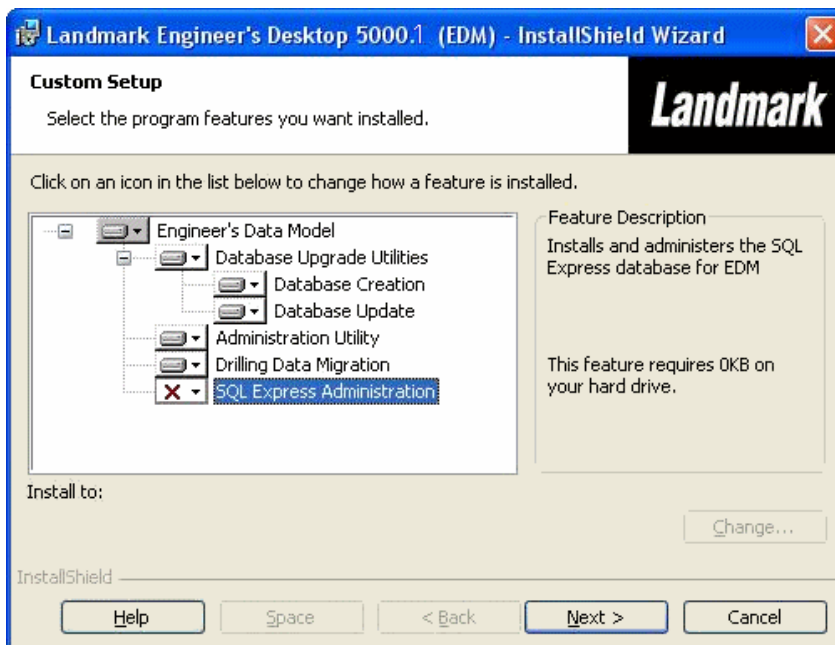 Landmark Engineer's Desktop 5000.1 (EDM) - InstallShield Wizard
Custom Setup
Select the program features you want installed.
Landmark
Click on an icon in the list below to change how a feature is installed.
Engineer's Data Model
Database Upgrade Utilities
Database Creation
Database Update
Administration Utility
Drilling Data Migration
SQL Express Administration
Feature Description
Installs and administers the SQL
Express database for EDM
This feature requires 0KB on
your hard drive.
Install to:
Change...
InstallShield
Help
Space
< Back
Next >
Cancel